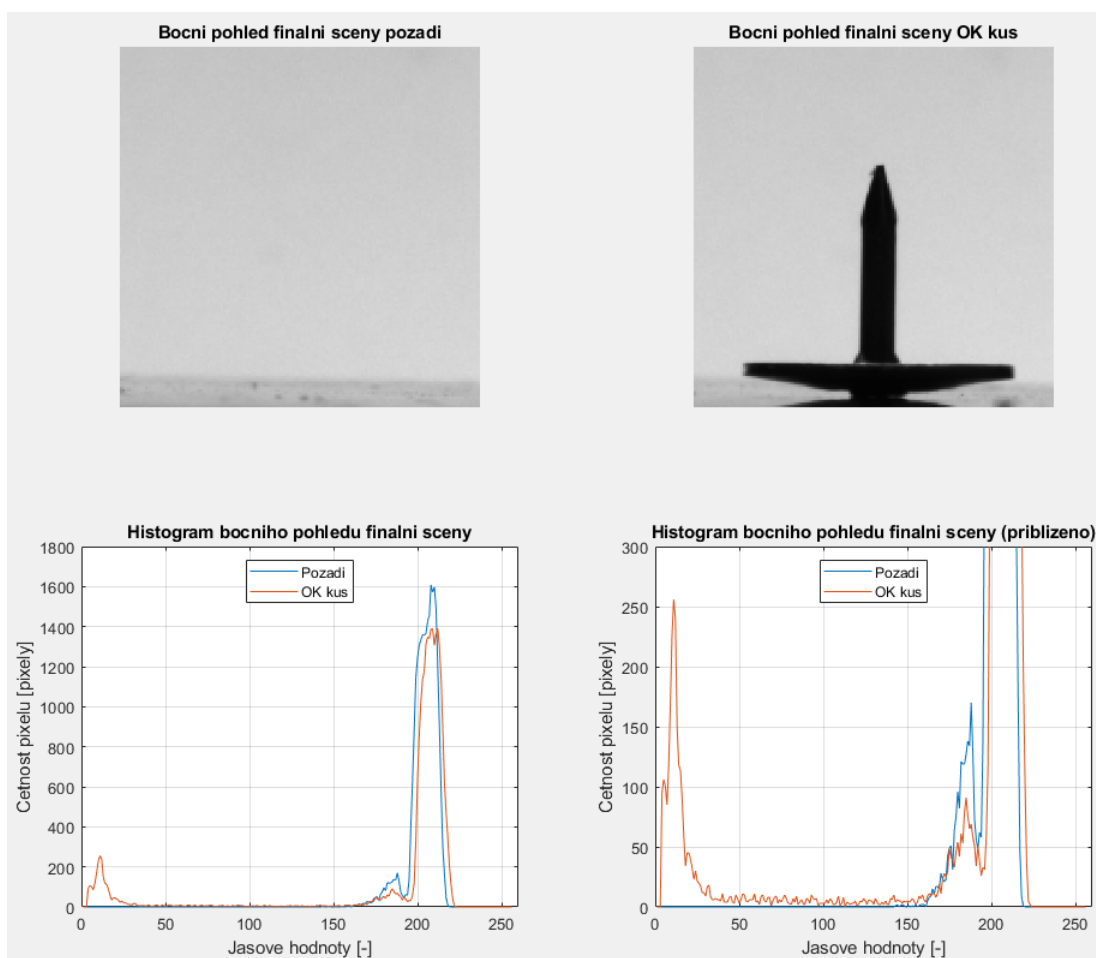 Bocni pohled finalni sceny pozadi
Bocni pohled finalni sceny OK kus
Histogram bocniho pohledu finalni sceny
1800
1600
1400
1200
1000
800
600
400
200
0
Cetnost pixelu [pixely]
Pozadi
OK kus
0 50 100 150 200 250
Jasove hodnoty [-]
Histogram bocniho pohledu finalni sceny (priblizeno)
300
250
200
150
100
50
0
Cetnost pixelu [pixely]
Pozadi
OK kus
0 50 100 150 200 250
Jasove hodnoty [-]